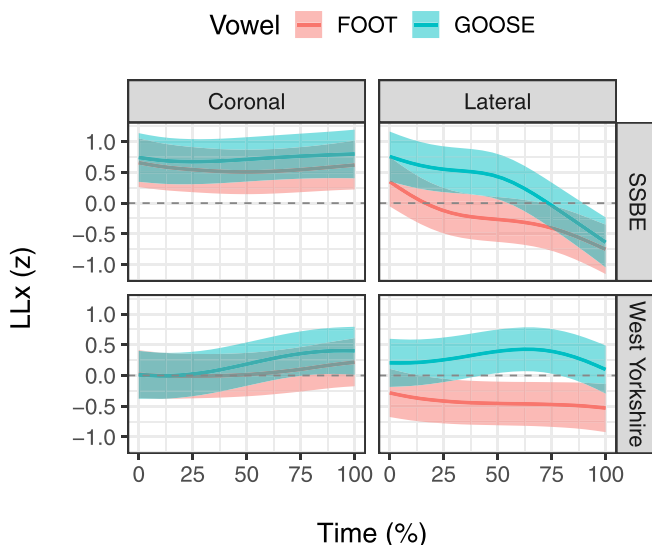 Vowel FOOT GOOSE
Coronal Lateral
SSBE
1.0
0.5
0.0
−0.5
−1.0
West Yorkshire
1.0
0.5
0.0
−0.5
−1.0
LLx (z)
0 25 50 75 100 0 25 50 75 100
Time (%)